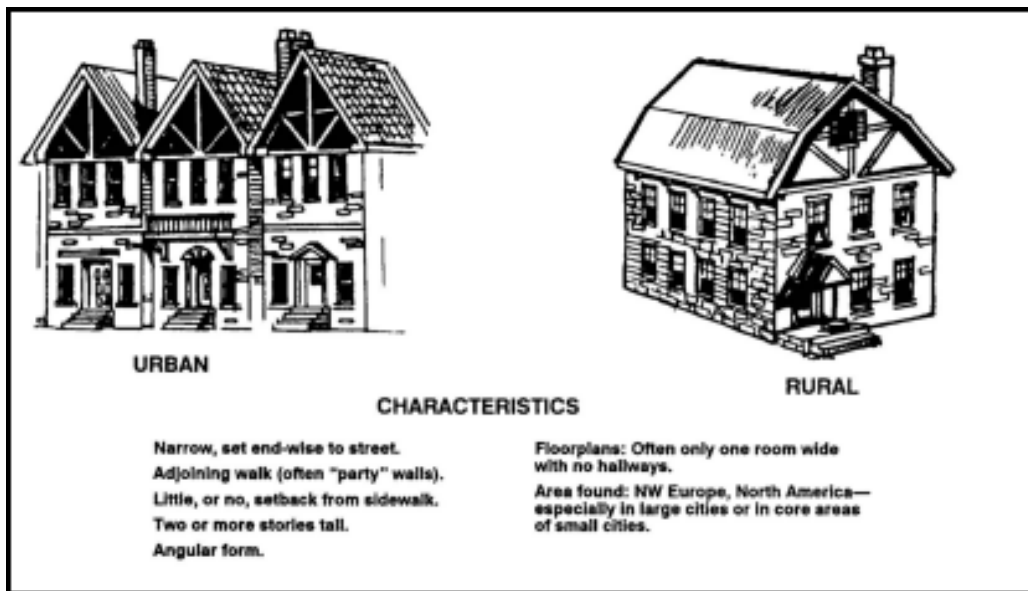 URBAN
RURAL
CHARACTERISTICS
Narrow, set end-wise to street.
Adjoining walk (often "party" walls).
Little, or no, setback from sidewalk.
Two or more stories tall.
Angular form.
Floorplans: Often only one room wide
with no hallways.
Area found: NW Europe, North America—
especially in large cities or in core areas
of small cities.